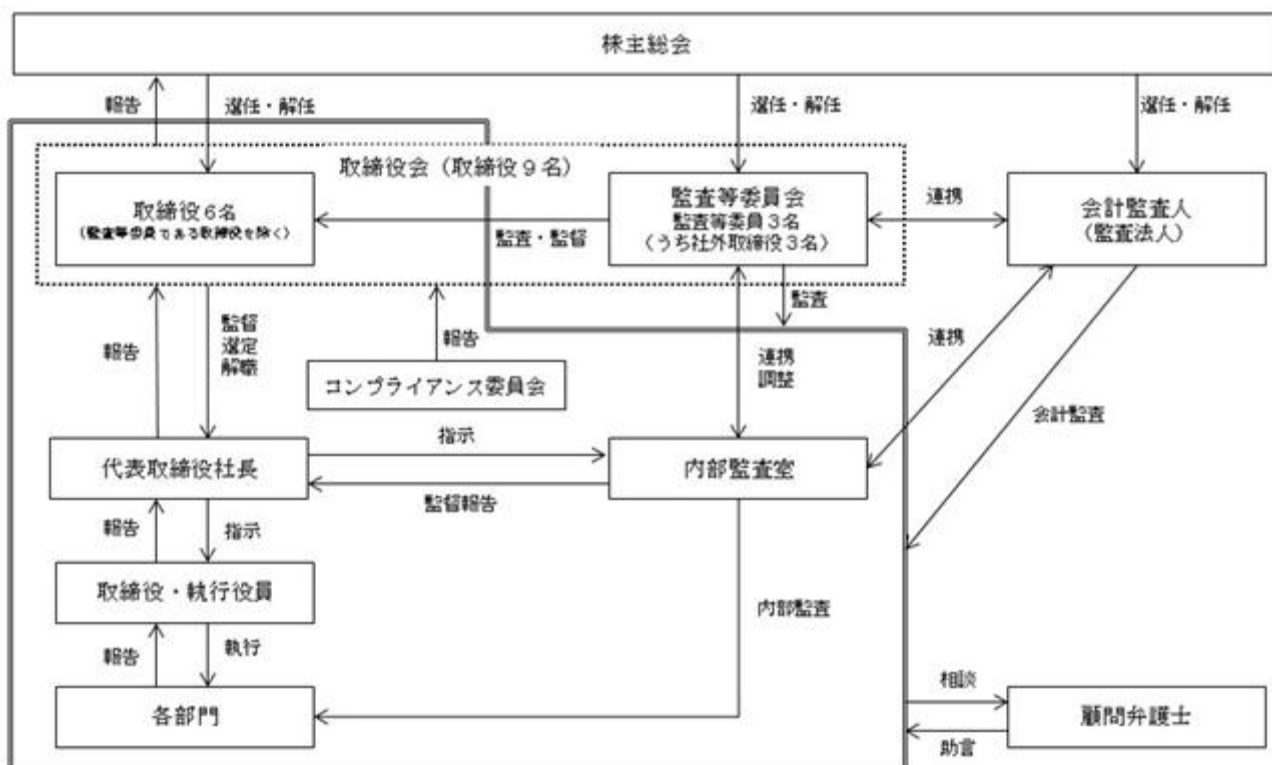 株主総会
報告
選任・解任
選任・解任
選任・解任
取締役会(取締役9名)
取締役6名
(監査等委員である取締役を除く)
監査・監督
監査等委員会
監査等委員3名
(うち社外取締役3名)
連携
会計監査人
(監査法人)
監査
報告
監督
選定
解職
報告
コンプライアンス委員会
連携
調整
連携
会計監査
代表取締役社長
指示
監督報告
内部監査室
報告
指示
取締役・執行役員
内部監査
報告
執行
各部門
相談
助言
顧問弁護士